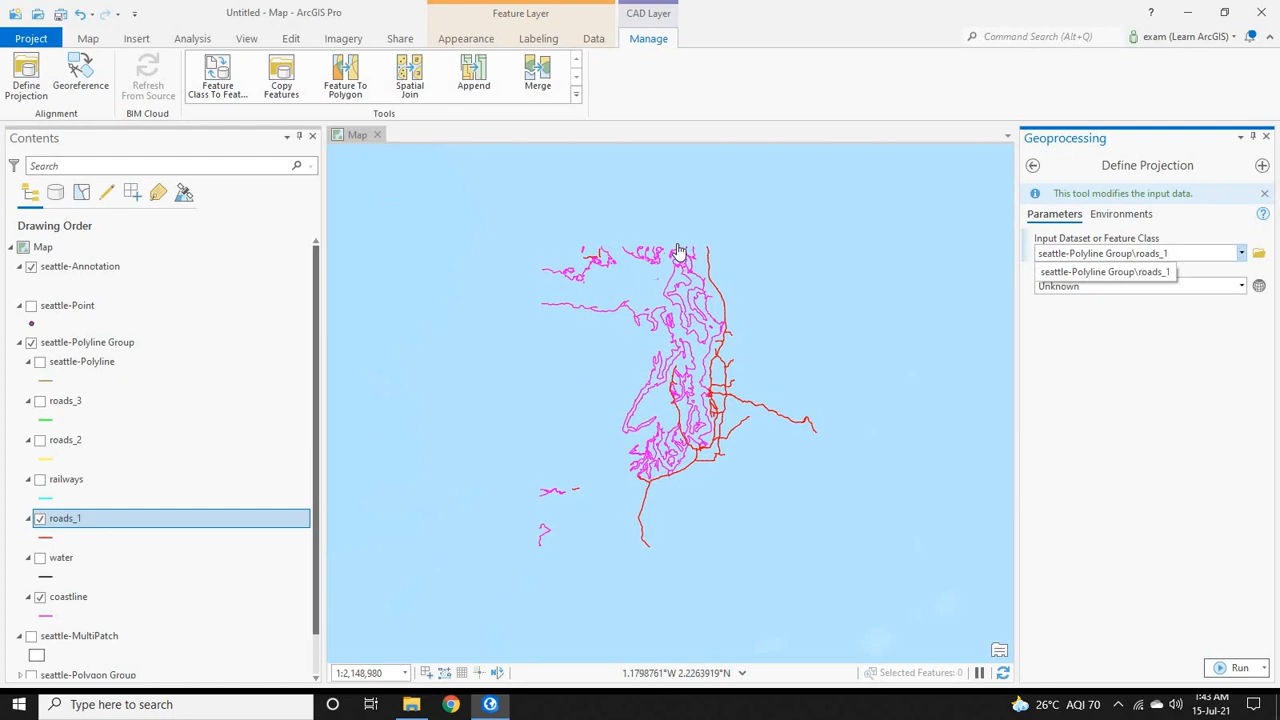 Untitled - Map - ArcGIS Pro
Feature Layer
CAD Layer
?
Project
Map
Insert
Analysis
View
Edit
Imagery
Share
Appearance
Labeling
Data
Manage
Command Search (Alt+Q)
exam (Learn ArcGIS)
Define
Projection
Georeference
Refresh
From Source
Feature
Class To Feat...
Copy
Features
Feature To
Polygon
Spatial
Join
Append
Merge
Alignment
BIM Cloud
Tools
Contents
Map
Geoprocessing
Search
Define Projection
This tool modifies the input data.
Drawing Order
Parameters
Environments
?
Map
Input Dataset or Feature Class
seattle-Polyline Group\roads_1
seattle-Annotation
seattle-Polyline Group\roads_1
Unknown
seattle-Point
seattle-Polyline Group
seattle-Polyline
roads_3
roads_2
railways
roads_1
water
coastline
seattle-MultiPatch
seattle-Polygon Group
1:2,148,980
1.1798761°W 2.2263919°N
Selected Features: 0
Run
Type here to search
26°C AQI 70
1:43 AM
15-Jul-21